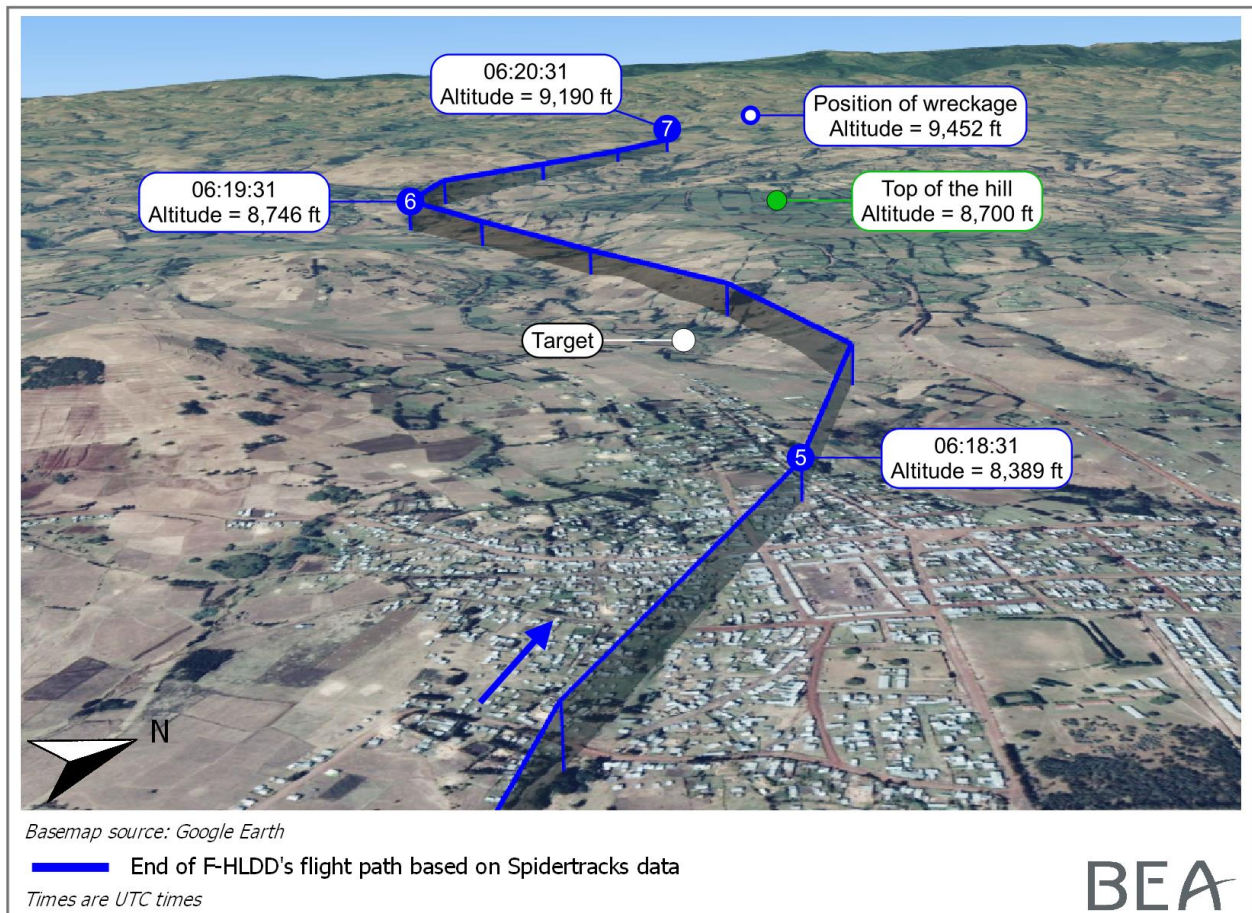 06:20:31
Altitude = 9,190 ft
Position of wreckage
Altitude = 9,452 ft
7
06:19:31
Altitude = 8,746 ft
6
Top of the hill
Altitude = 8,700 ft
Target
5
06:18:31
Altitude = 8,389 ft
N
Basemap source: Google Earth
End of F-HLDD's flight path based on Spidertracks data
Times are UTC times
BEA